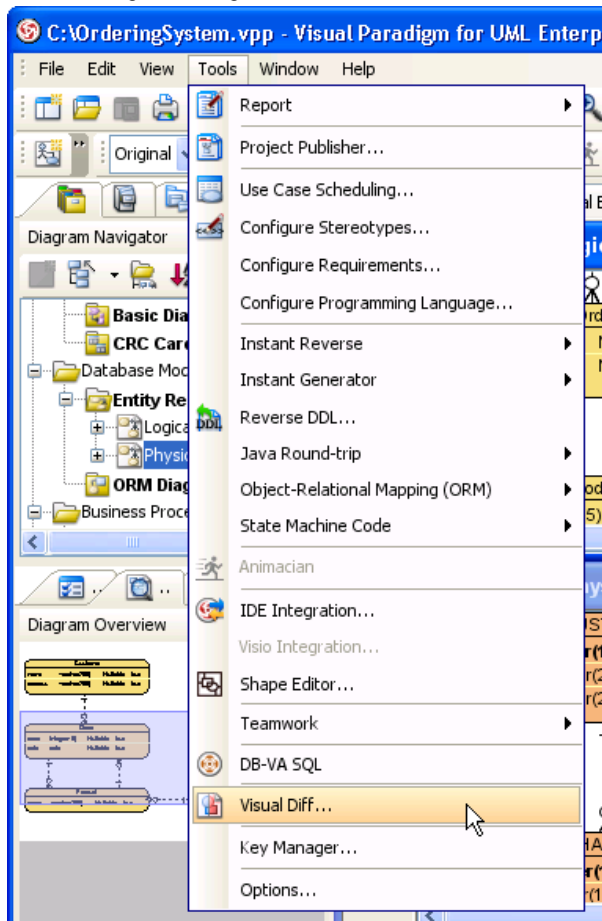 C:\OrderingSystem.vpp - Visual Paradigm for UML Enterp
File Edit View Tools Window Help
Original
Diagram Navigator
Basic Dia
CRC Car
Database Mod
Entity Re
Logica
Physic
ORM Diag
Business Proce
Diagram Overview
Report
Project Publisher...
Use Case Scheduling...
Configure Stereotypes...
Configure Requirements...
Configure Programming Language...
Instant Reverse
Instant Generator
DDL
Reverse DDL...
Java Round-trip
Object-Relational Mapping (ORM)
State Machine Code
Animacian
IDE Integration...
Visio Integration...
Shape Editor...
Teamwork
DB-VA SQL
Visual Diff...
Key Manager...
Options...